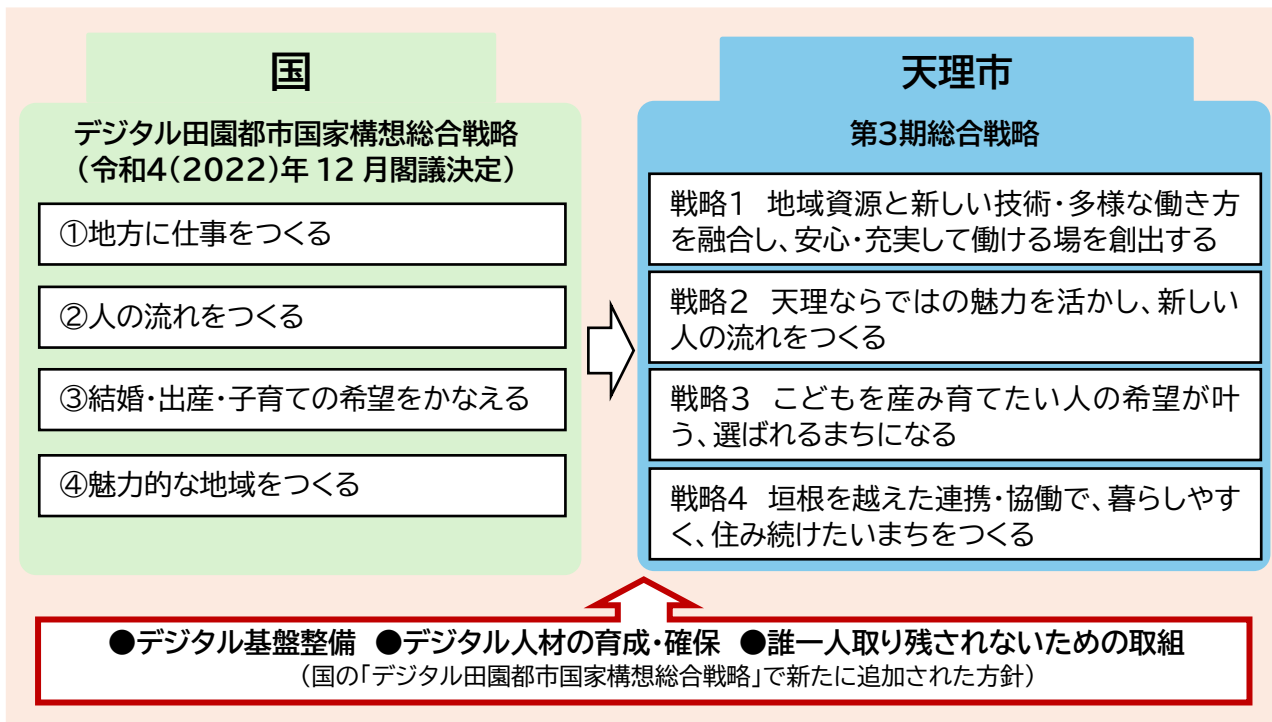 国
デジタル田園都市国家構想総合戦略
(令和4(2022)年 12 月閣議決定)
①地方に仕事をつくる
②人の流れをつくる
③結婚・出産・子育ての希望をかなえる
④魅力的な地域をつくる
天理市
第3期総合戦略
戦略1 地域資源と新しい技術・多様な働き方
を融合し、安心・充実して働ける場を創出する
戦略2 天理ならではの魅力を活かし、新しい
人の流れをつくる
戦略3 こどもを産み育てたい人の希望が叶
う、選ばれるまちになる
戦略4 垣根を越えた連携・協働で、暮らしやす
く、住み続けたいまちをつくる
●デジタル基盤整備 ●デジタル人材の育成・確保 ●誰一人取り残されないための取組
(国の「デジタル田園都市国家構想総合戦略」で新たに追加された方針)